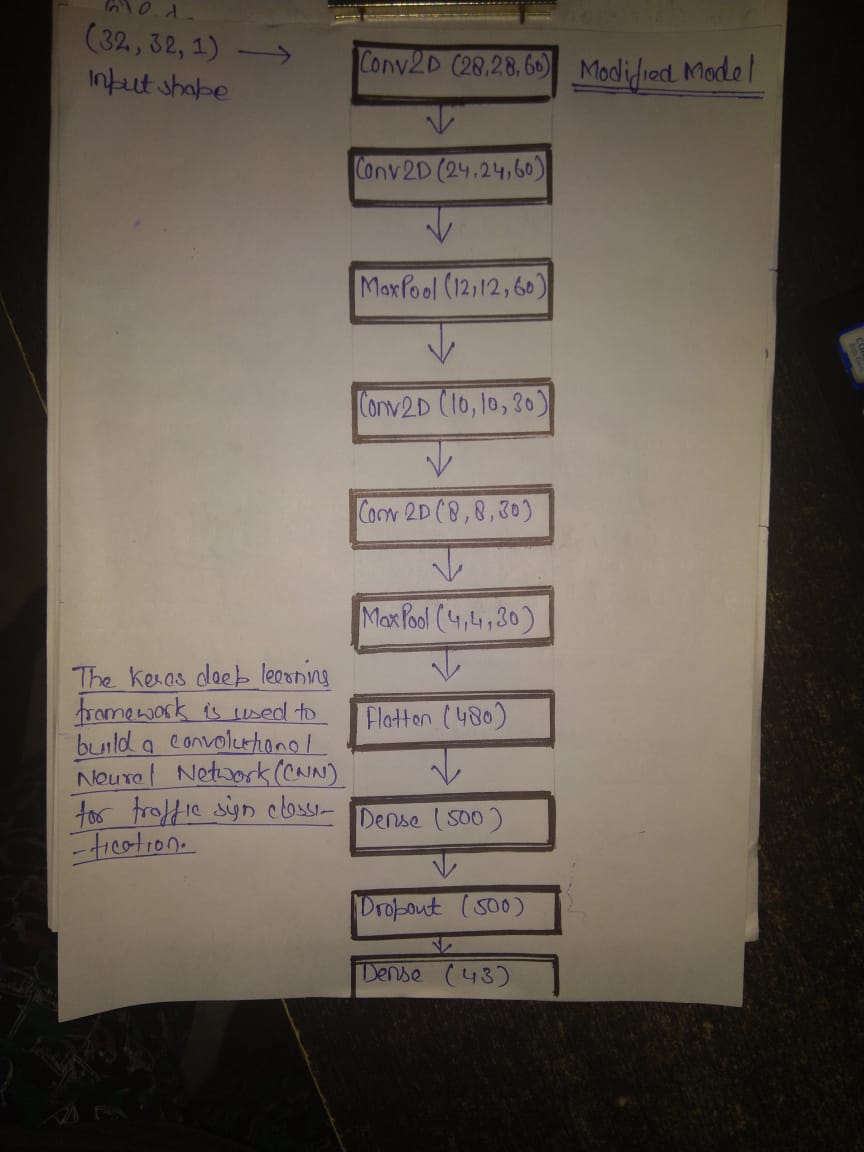 (32, 32, 1) →
Input shape
Conv2D (28,28,60)
Modified Model
Conv2D (24,24,60)
MaxPool (12,12,60)
Conv2D (10,10,30)
Conv2D (8,8,30)
MaxPool (4,4,30)
Flatten (480)
Dense (500)
Dropout (500)
Dense (43)
The Keras deep learning
framework is used to
build a convolutional
Neural Network (CNN)
for traffic sign classi-
-fication.